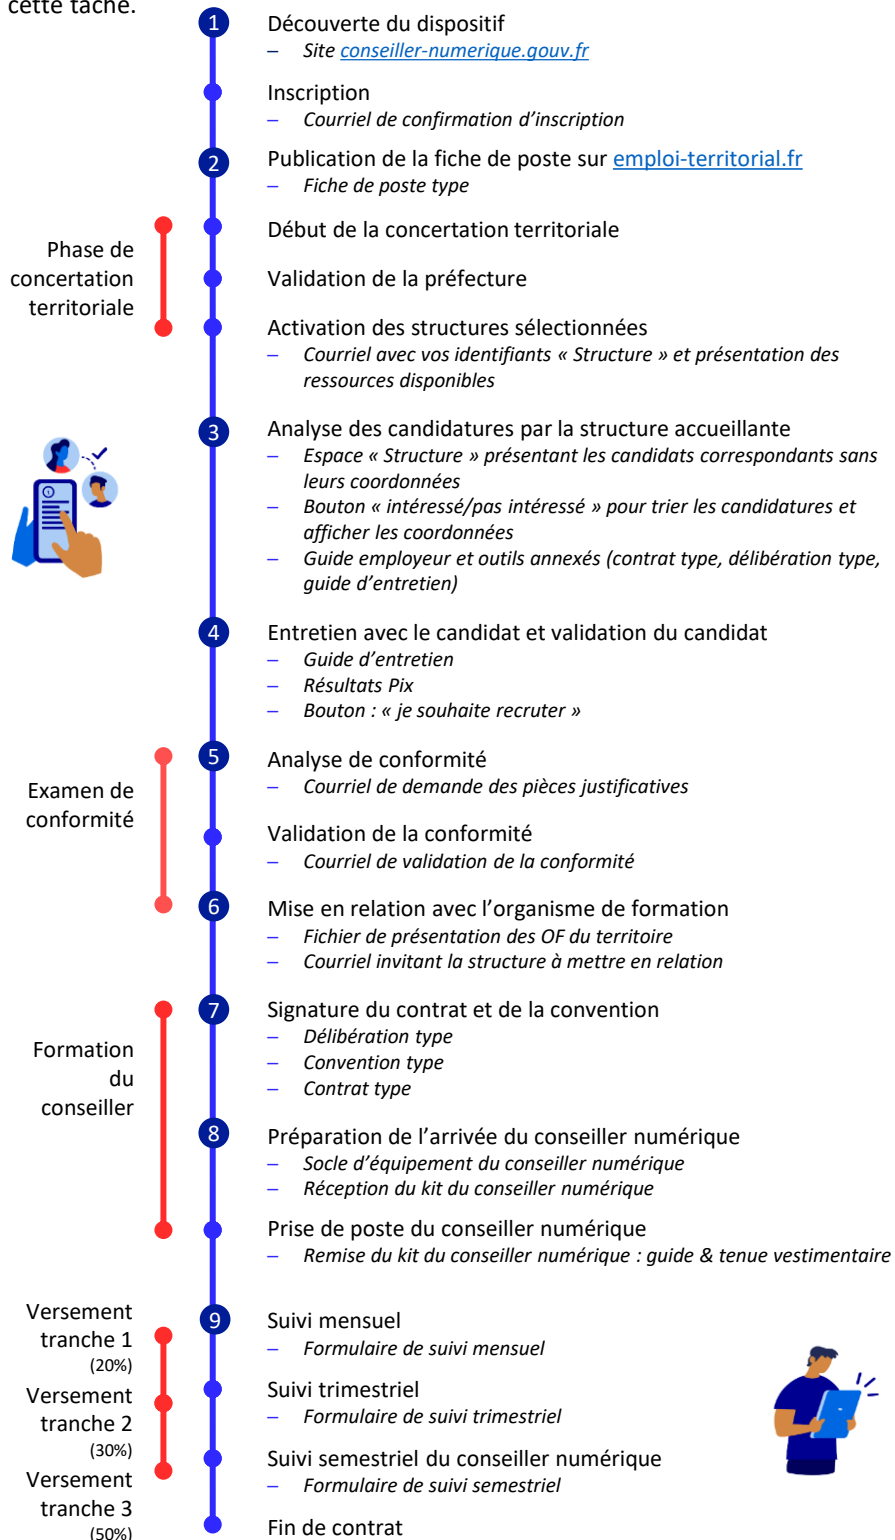 cette tâche.
1
Découverte du dispositif
– Site conseiller-numerique.gouv.fr
Inscription
– Courriel de confirmation d’inscription
2
Publication de la fiche de poste sur emploi-territorial.fr
– Fiche de poste type
Phase de
concertation
territoriale
Début de la concertation territoriale
Validation de la préfecture
Activation des structures sélectionnées
– Courriel avec vos identifiants « Structure » et présentation des
ressources disponibles
3
Analyse des candidatures par la structure accueillante
– Espace « Structure » présentant les candidats correspondants sans
leurs coordonnées
– Bouton « intéressé/pas intéressé » pour trier les candidatures et
afficher les coordonnées
– Guide employeur et outils annexés (contrat type, délibération type,
guide d’entretien)
4
Entretien avec le candidat et validation du candidat
– Guide d’entretien
– Résultats Pix
– Bouton : « je souhaite recruter »
Examen de
conformité
5
Analyse de conformité
– Courriel de demande des pièces justificatives
Validation de la conformité
– Courriel de validation de la conformité
6
Mise en relation avec l’organisme de formation
– Fichier de présentation des OF du territoire
– Courriel invitant la structure à mettre en relation
Formation
du
conseiller
7
Signature du contrat et de la convention
– Délibération type
– Convention type
– Contrat type
8
Préparation de l’arrivée du conseiller numérique
– Socle d’équipement du conseiller numérique
– Réception du kit du conseiller numérique
Prise de poste du conseiller numérique
– Remise du kit du conseiller numérique : guide & tenue vestimentaire
Versement
tranche 1
(20%)
Versement
tranche 2
(30%)
Versement
tranche 3
(50%)
9
Suivi mensuel
– Formulaire de suivi mensuel
Suivi trimestriel
– Formulaire de suivi trimestriel
Suivi semestriel du conseiller numérique
– Formulaire de suivi semestriel
Fin de contrat